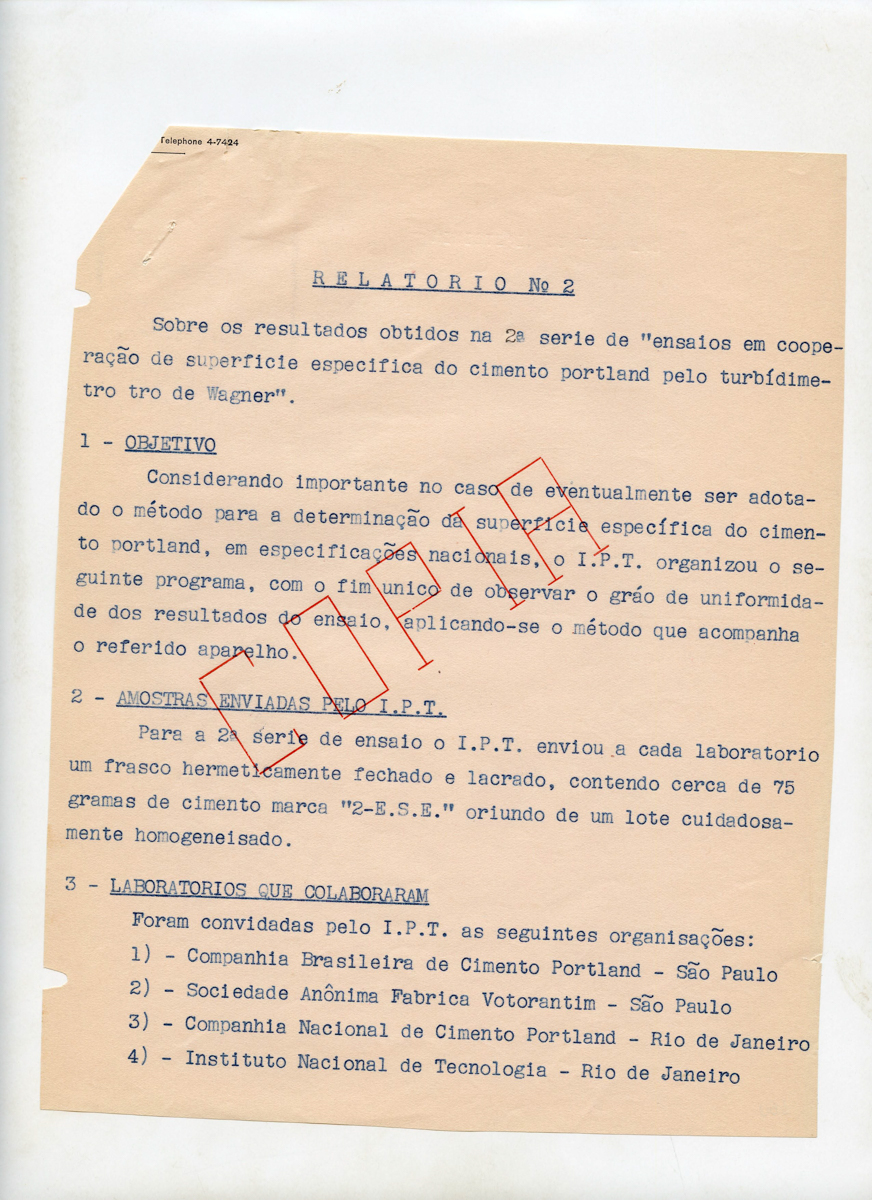 Telephone 4-7424
RELATORIO Nº 2
Sobre os resultados obtidos na 2ª serie de "ensaios em coope-
ração de superficie especifica do cimento portland pelo turbídime-
tro tro de Wagner".
1 - OBJETIVO
Considerando importante no caso de eventualmente ser adota-
do o método para a determinação da superficie específica do cimen-
to portland, em especificações nacionais, o I.P.T. organizou o se-
guinte programa, com o fim unico de observar o gráo de uniformida-
de dos resultados do ensaio, aplicando-se o método que acompanha
o referido aparelho.
COPIA
2 - AMOSTRAS ENVIADAS PELO I.P.T.
Para a 2ª serie de ensaio o I.P.T. enviou a cada laboratorio
um frasco hermeticamente fechado e lacrado, contendo cerca de 75
gramas de cimento marca "2-E.S.E." oriundo de um lote cuidadosa-
mente homogeneisado.
3 - LABORATORIOS QUE COLABORARAM
Foram convidadas pelo I.P.T. as seguintes organisações:
1) - Companhia Brasileira de Cimento Portland - São Paulo
2) - Sociedade Anônima Fabrica Votorantim - São Paulo
3) - Companhia Nacional de Cimento Portland - Rio de Janeiro
4) - Instituto Nacional de Tecnologia - Rio de Janeiro